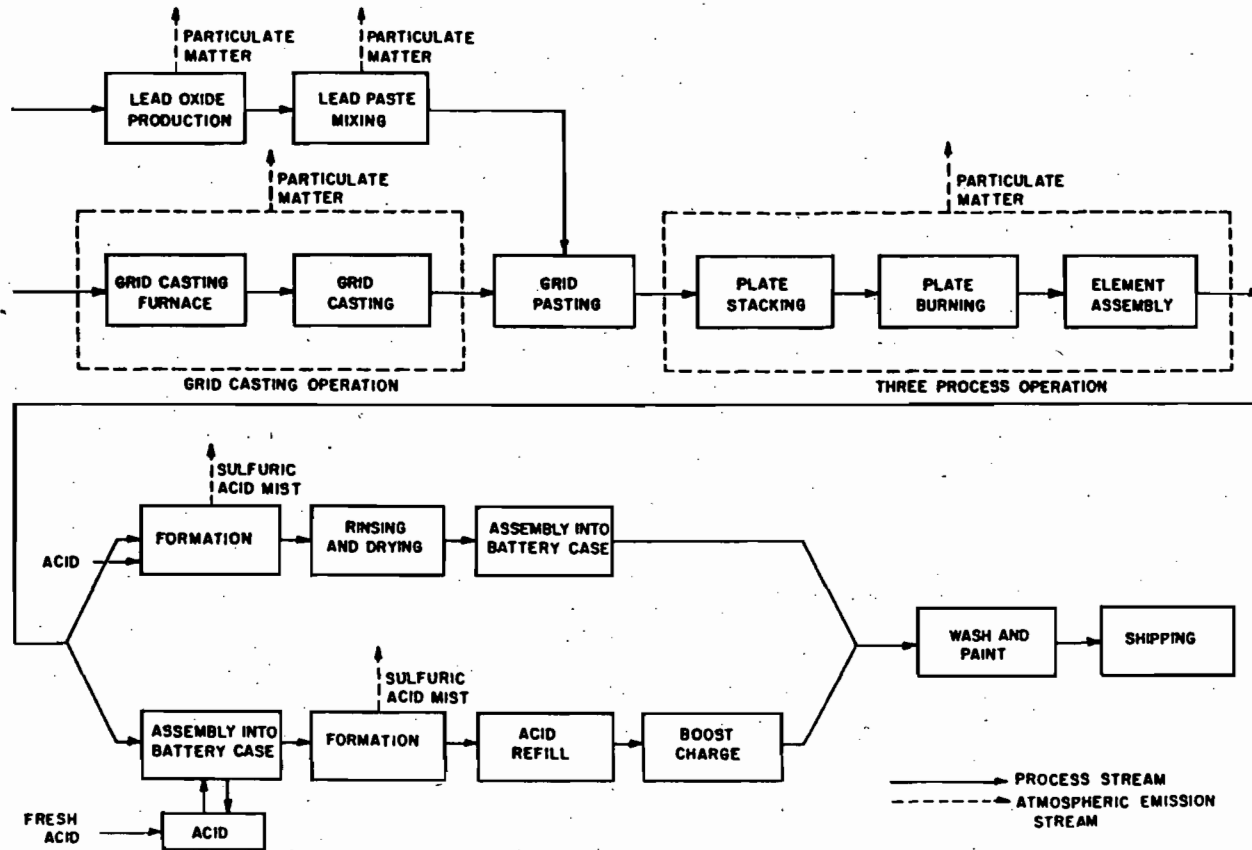 PARTICULATE
MATTER
PARTICULATE
MATTER
LEAD OXIDE
PRODUCTION
LEAD PASTE
MIXING
PARTICULATE
MATTER
PARTICULATE
MATTER
GRID CASTING
FURNACE
GRID
CASTING
GRID
PASTING
PLATE
STACKING
PLATE
BURNING
ELEMENT
ASSEMBLY
GRID CASTING OPERATION
THREE PROCESS OPERATION
SULFURIC
ACID MIST
FORMATION
RINSING
AND DRYING
ASSEMBLY INTO
BATTERY CASE
ACID
WASH AND
PAINT
SHIPPING
SULFURIC
ACID MIST
ASSEMBLY INTO
BATTERY CASE
FORMATION
ACID
REFILL
BOOST
CHARGE
FRESH
ACID
ACID
PROCESS STREAM
ATMOSPHERIC EMISSION
STREAM